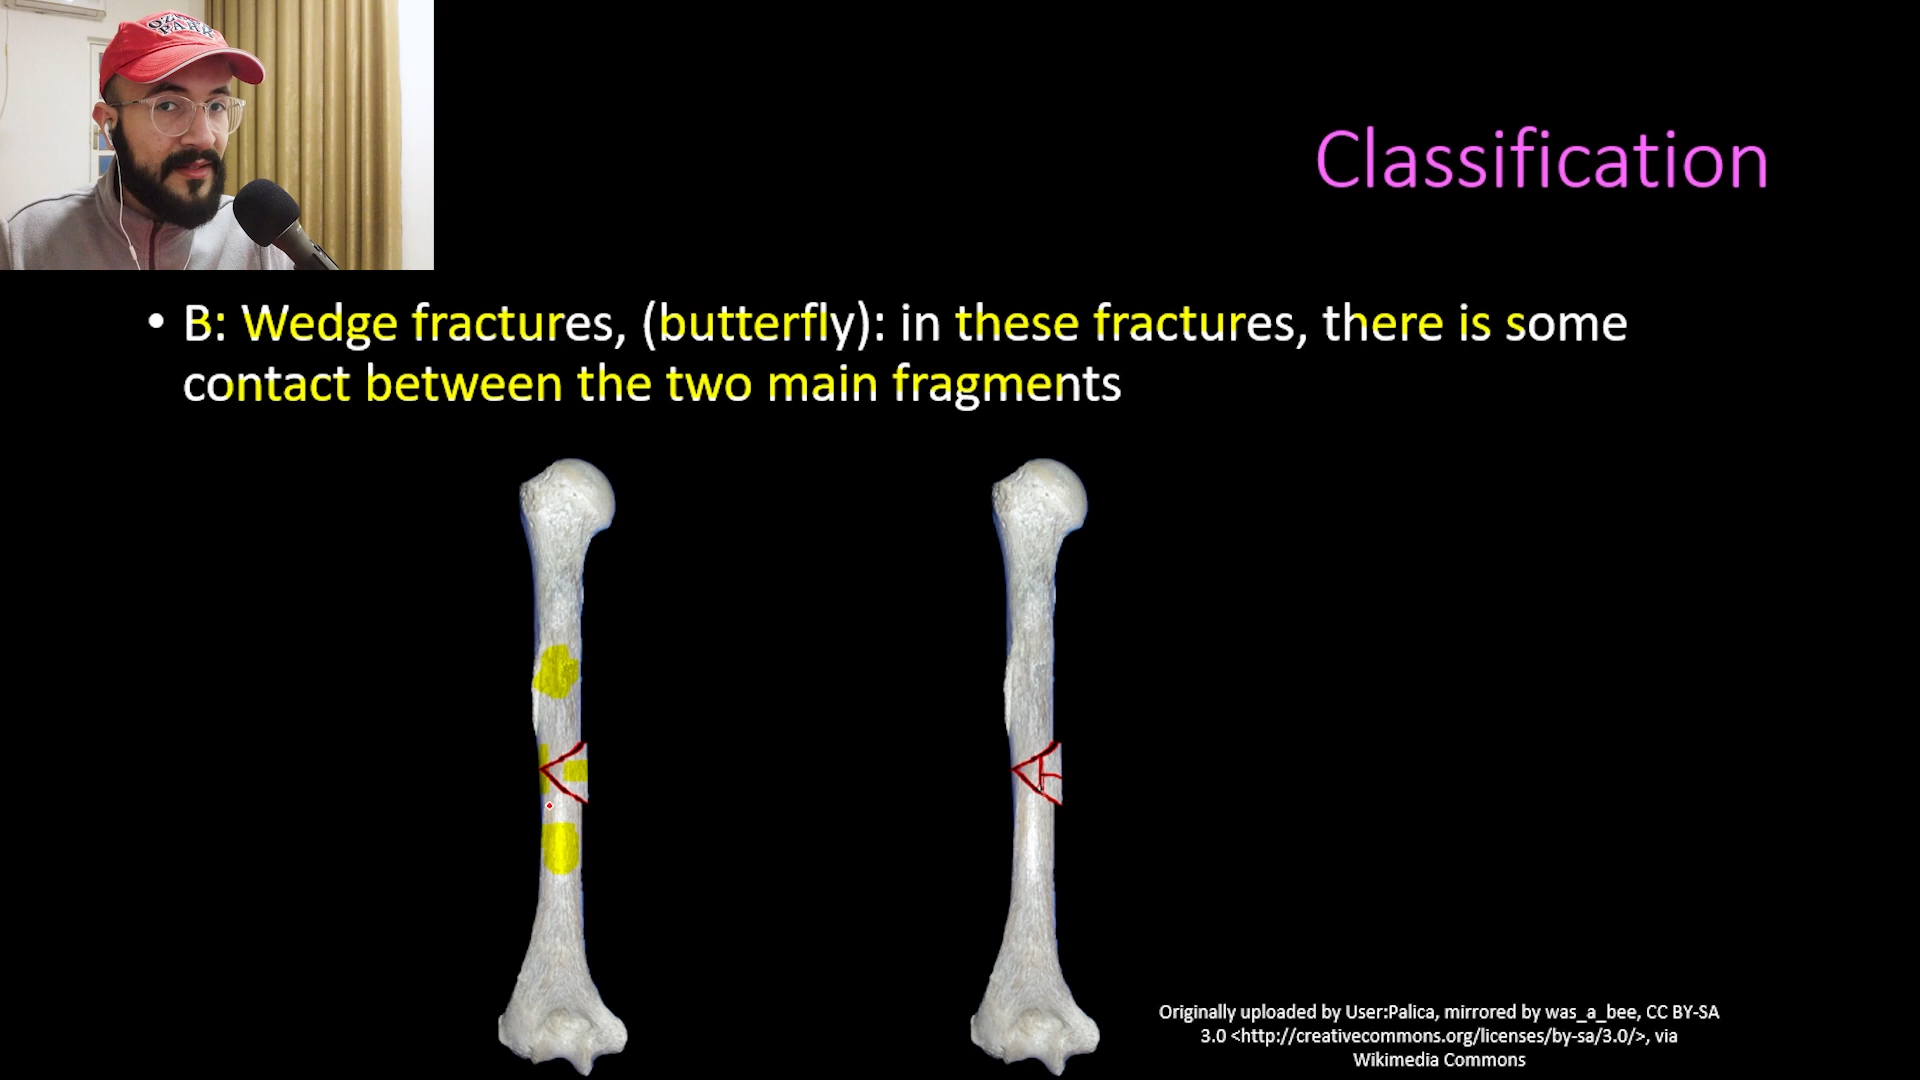 OZONE
PARK
Classification
• B: Wedge fractures, (butterfly): in these fractures, there is some
contact between the two main fragments
Originally uploaded by User:Palica, mirrored by was_a_bee, CC BY-SA
3.0 <http://creativecommons.org/licenses/by-sa/3.0/>, via
Wikimedia Commons